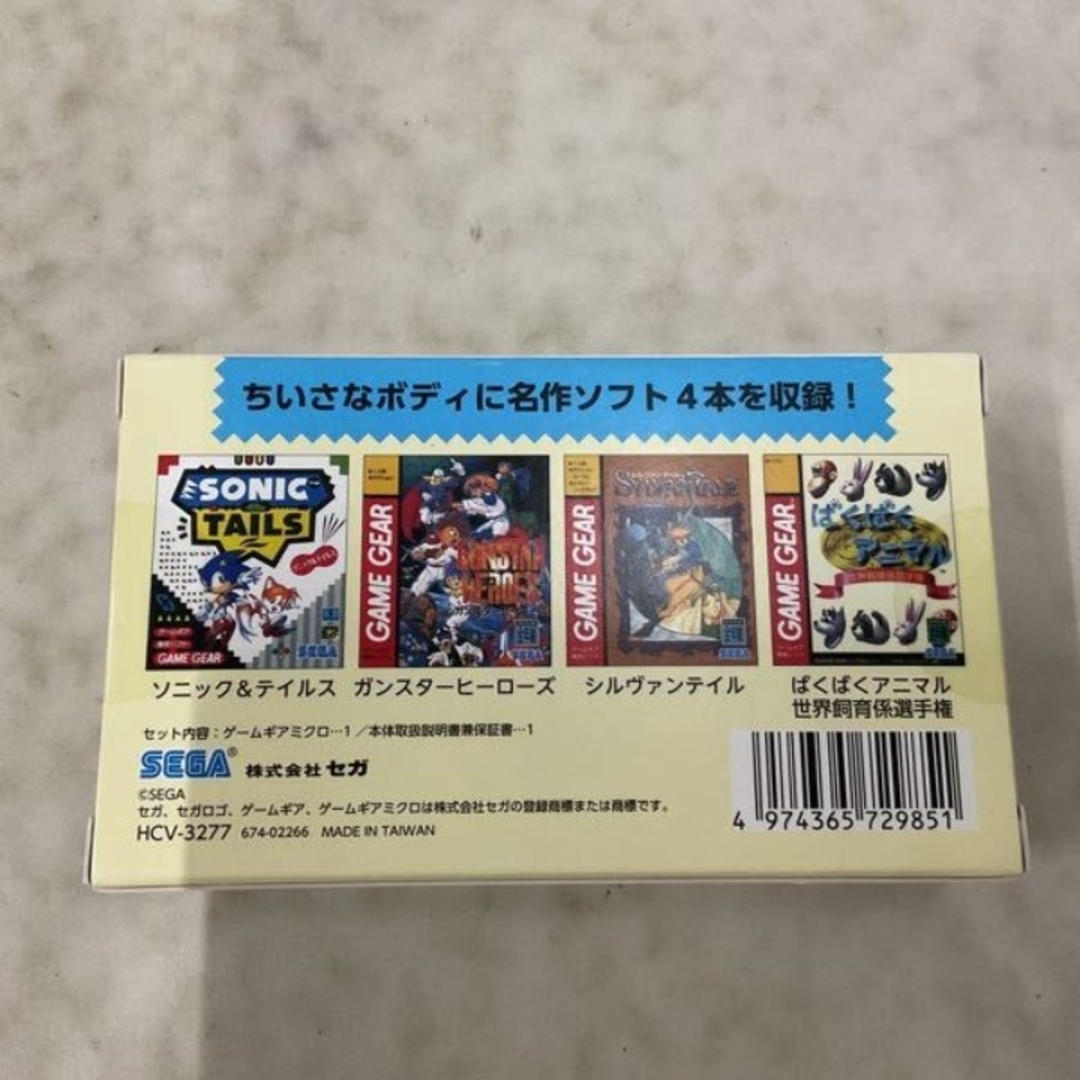 ちいさなボディに名作ソフト4本を収録！
SONIC
TAILS
GAME GEAR
SEGA
ソニック＆テイルス
GAME GEAR
GUNSTAR
HEROES
SEGA
ガンスターヒーローズ
GAME GEAR
SYLVAN TALE
SEGA
シルヴァンテイル
GAME GEAR
ぱくぱく
アニマル
SEGA
ぱくぱくアニマル
世界飼育係選手権
セット内容：ゲームギアミクロ…1 ／本体取扱説明書兼保証書…1
SEGA® 株式会社セガ
©SEGA
セガ、セガロゴ、ゲームギア、ゲームギアミクロは株式会社セガの登録商標または商標です。
HCV-3277 674-02266 MADE IN TAIWAN
4 974365 729851